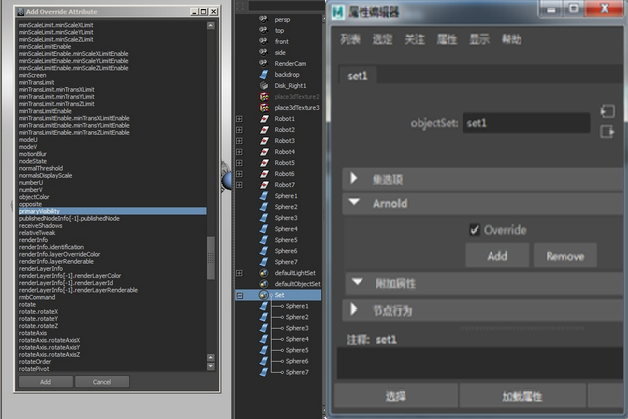 Add Override Attribute
minScaleLimit.minScaleXLimit
minScaleLimit.minScaleYLimit
minScaleLimit.minScaleZLimit
minScaleLimitEnable
minScaleLimitEnable.minScaleXLimitEnable
minScaleLimitEnable.minScaleYLimitEnable
minScaleLimitEnable.minScaleZLimitEnable
minScreen
minTransLimit
minTransLimit.minTransXLimit
minTransLimit.minTransYLimit
minTransLimit.minTransZLimit
minTransLimitEnable
minTransLimitEnable.minTransXLimitEnable
minTransLimitEnable.minTransYLimitEnable
minTransLimitEnable.minTransZLimitEnable
modeU
modeV
motionBlur
nodeState
normalThreshold
normalsDisplayScale
numberU
numberV
objectColor
opposite
primaryVisibility
publishedNodeInfo[-1].publishedNode
receiveShadows
relativeTweak
renderInfo
renderInfo.identification
renderInfo.layerOverrideColor
renderInfo.layerRenderable
renderLayerInfo
renderLayerInfo[-1].renderLayerColor
renderLayerInfo[-1].renderLayerId
renderLayerInfo[-1].renderLayerRenderable
rmbCommand
rotate
rotate.rotateX
rotate.rotateY
rotate.rotateZ
rotateAxis
rotateAxis.rotateAxisX
rotateAxis.rotateAxisY
rotateAxis.rotateAxisZ
rotateOrder
rotatePivot
Add Cancel
persp
top
front
side
RenderCam
backdrop
Disk_Right1
place3dTexture2
place3dTexture3
Robot1
Robot2
Robot3
Robot4
Robot5
Robot6
Robot7
Sphere1
Sphere2
Sphere3
Sphere4
Sphere5
Sphere6
Sphere7
defaultLightSet
defaultObjectSet
Set
Sphere1
Sphere2
Sphere3
Sphere4
Sphere5
Sphere6
Sphere7
属性编辑器
列表 选定 关注 属性 显示 帮助
set1
objectSet: set1
集选项
Arnold
Override
Add Remove
附加属性
节点行为
注释: set1
选择 加载属性